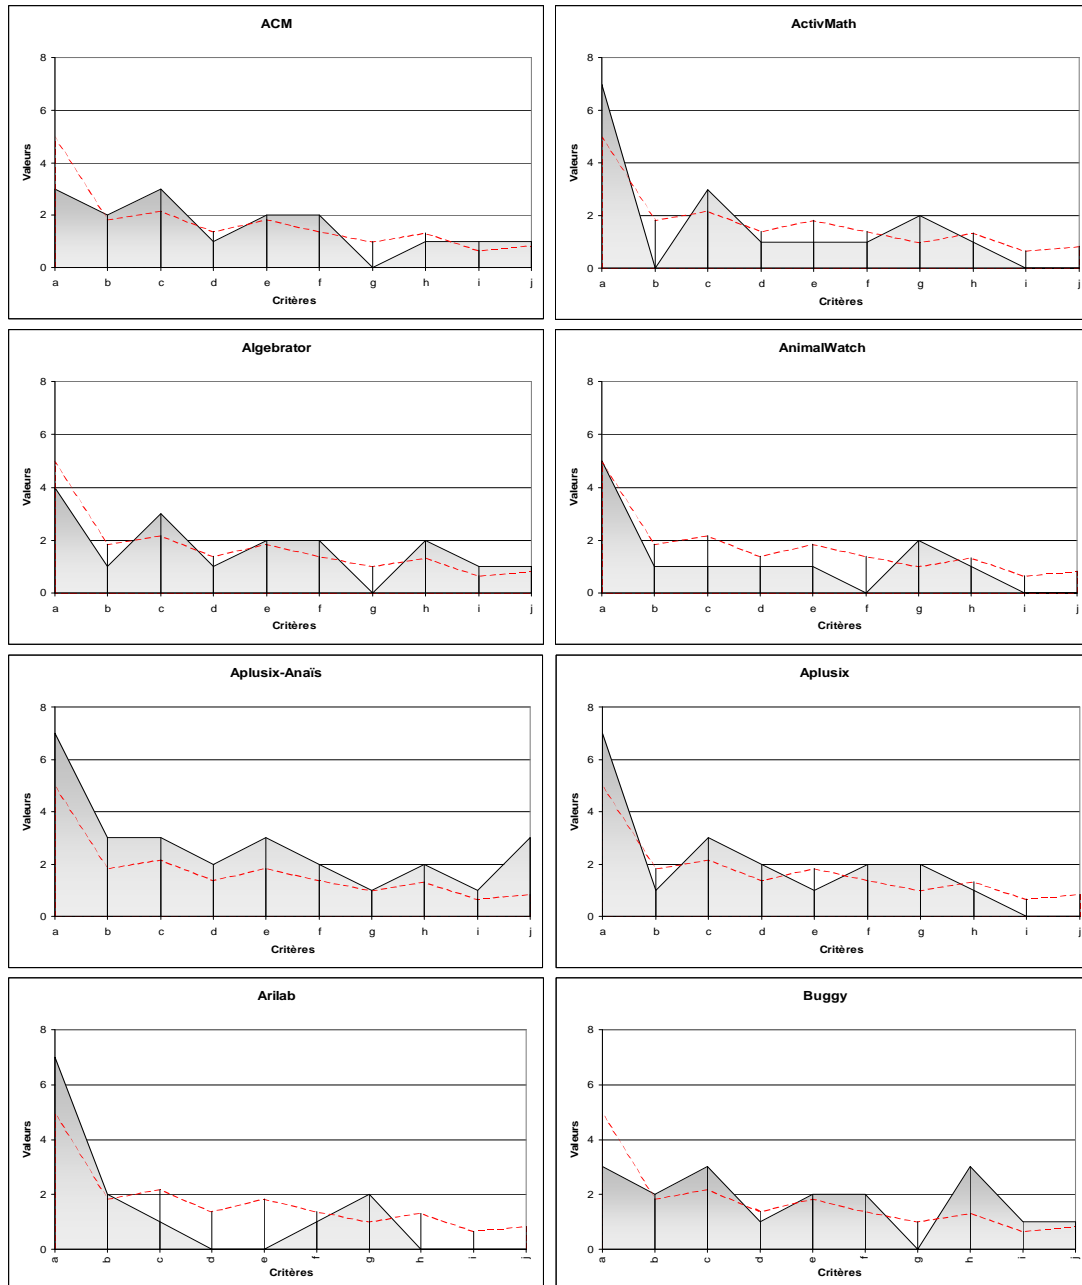 ACM
8
6
4
2
0
Valeurs
a b c d e f g h i j
Critères
ActivMath
8
6
4
2
0
Valeurs
a b c d e f g h i j
Critères
Algebrator
8
6
4
2
0
Valeurs
a b c d e f g h i j
Critères
AnimalWatch
8
6
4
2
0
Valeurs
a b c d e f g h i j
Critères
Aplusix-Anaïs
8
6
4
2
0
Valeurs
a b c d e f g h i j
Critères
Aplusix
8
6
4
2
0
Valeurs
a b c d e f g h i j
Critères
Arilab
8
6
4
2
0
Valeurs
a b c d e f g h i j
Critères
Buggy
8
6
4
2
0
Valeurs
a b c d e f g h i j
Critères